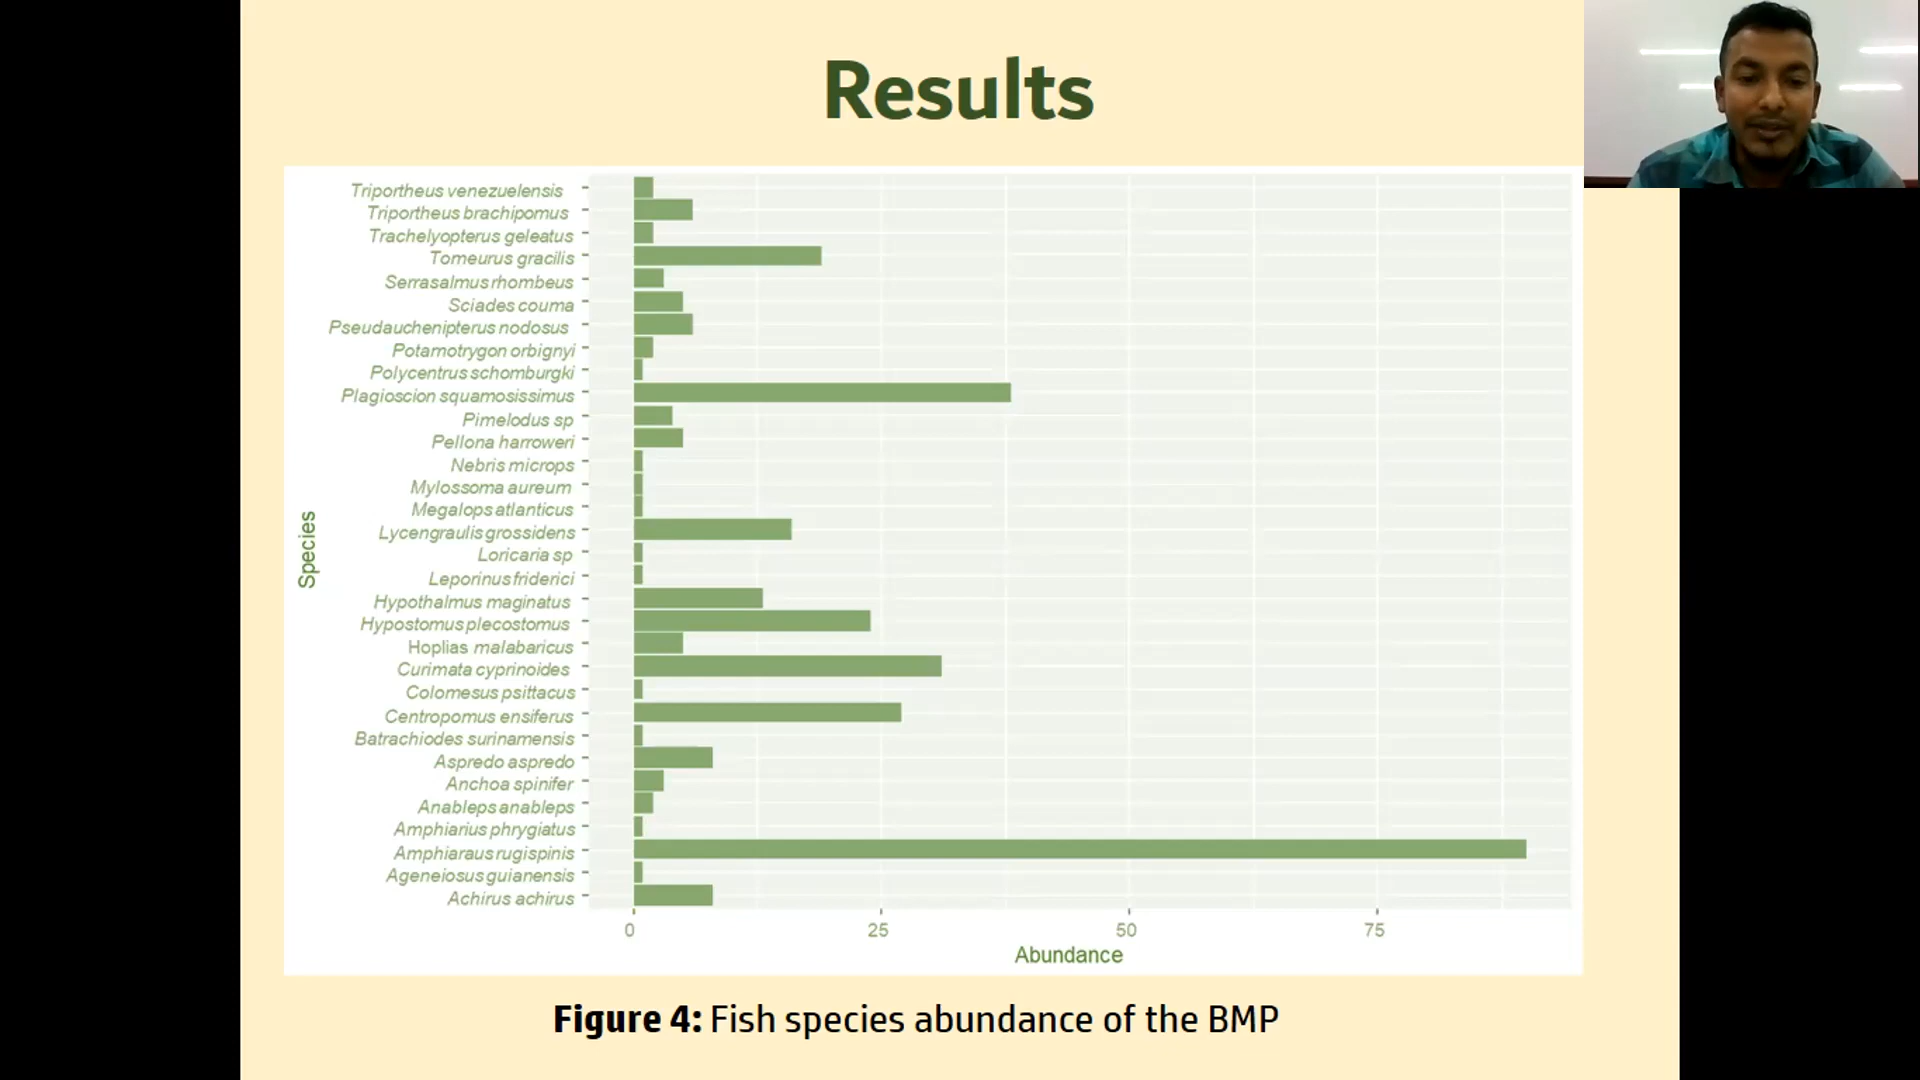 Results
Triportheus venezuelensis
Triportheus brachipomus
Trachelyopterus geleatus
Tomeurus gracilis
Serrasalmus rhombeus
Sciades couma
Pseudauchenipterus nodosus
Potamotrygon orbignyi
Polycentrus schomburgki
Plagioscion squamosissimus
Pimelodus sp
Pellona harroweri
Nebris microps
Mylossoma aureum
Megalops atlanticus
Lycengraulis grossidens
Loricaria sp
Leporinus friderici
Hypothalmus maginatus
Hypostomus plecostomus
Hoplias malabaricus
Curimata cyprinoides
Colomesus psittacus
Centropomus ensiferus
Batrachiodes surinamensis
Aspredo aspredo
Anchoa spinifer
Anableps anableps
Amphiarius phrygiatus
Amphiaraus rugispinis
Ageneiosus guianensis
Achirus achirus
Species
0 25 50 75
Abundance
Figure 4: Fish species abundance of the BMP